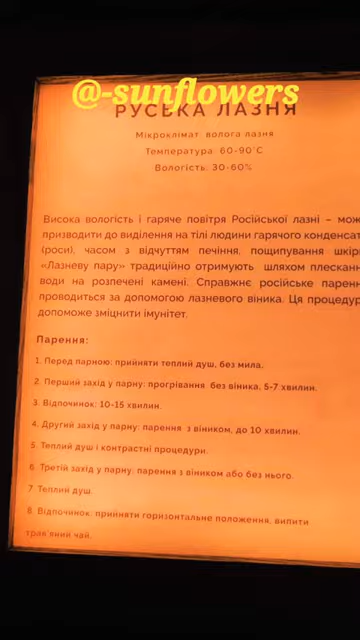 @-sunflowers
РУСЬКА ЛАЗНЯ
Мікроклімат волога лазня
Температура 60-90°С
Вологість: 30-60%
Висока вологість і гаряче повітря Російської лазні – мож
призводити до виділення на тілі людини гарячого конденсат
(роси), часом з відчуттям печіння, пощипування шкір
«Лазневу пару» традиційно отримують шляхом плескан
води на розпечені камені. Справжнє російське паренн
проводиться за допомогою лазневого віника. Ця процедур
допоможе зміцнити імунітет.
Парення:
1. Перед парною: прийняти теплий душ, без мила.
2. Перший захід у парну: прогрівання без віника, 5-7 хвилин.
3. Відпочинок: 10-15 хвилин.
4. Другий захід у парну: парення з віником, до 10 хвилин.
5. Теплий душ і контрастні процедури.
6. Третій захід у парну: парення з віником або без нього.
7. Теплий душ.
8. Відпочинок: прийняти горизонтальне положення, випити
трав'яний чай.